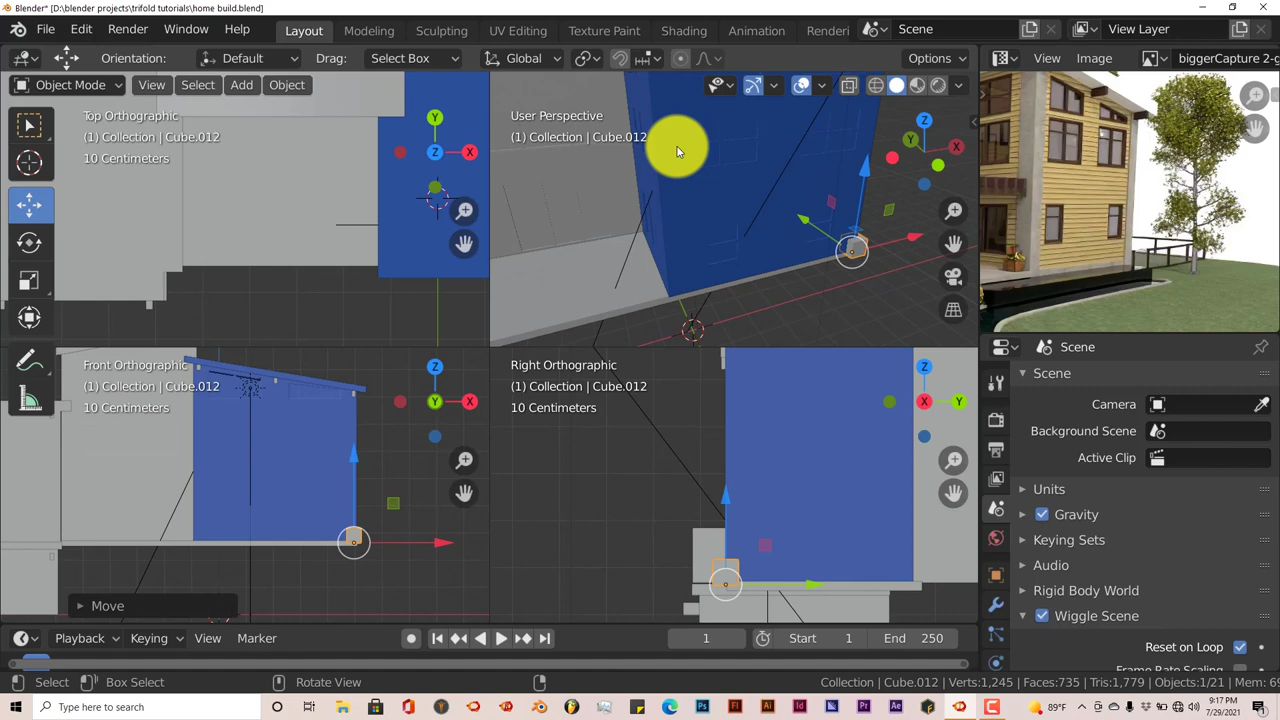 Blender* [D:\blender projects\trifold tutorials\home build.blend]
File Edit Render Window Help Layout Modeling Sculpting UV Editing Texture Paint Shading Animation Renderi Scene View Layer
Orientation: Default Drag: Select Box Global Options View Image biggerCapture 2-
Object Mode View Select Add Object
Top Orthographic
(1) Collection | Cube.012
10 Centimeters
Y
Z
X
User Perspective
(1) Collection | Cube.012
Z
Y
X
Front Orthographic
(1) Collection | Cube.012
10 Centimeters
Z
Y
X
Move
Right Orthographic
(1) Collection | Cube.012
10 Centimeters
Z
X
Y
Scene
Scene
Camera
Background Scene
Active Clip
Units
Gravity
Keying Sets
Audio
Rigid Body World
Wiggle Scene
Reset on Loop
Playback Keying View Marker 1 Start 1 End 250
Select Box Select Rotate View Collection | Cube.012 | Verts:1,245 | Faces:735 | Tris:1,779 | Objects:1/21 | Mem: 69
Type here to search
89°F
9:17 PM
7/29/2021